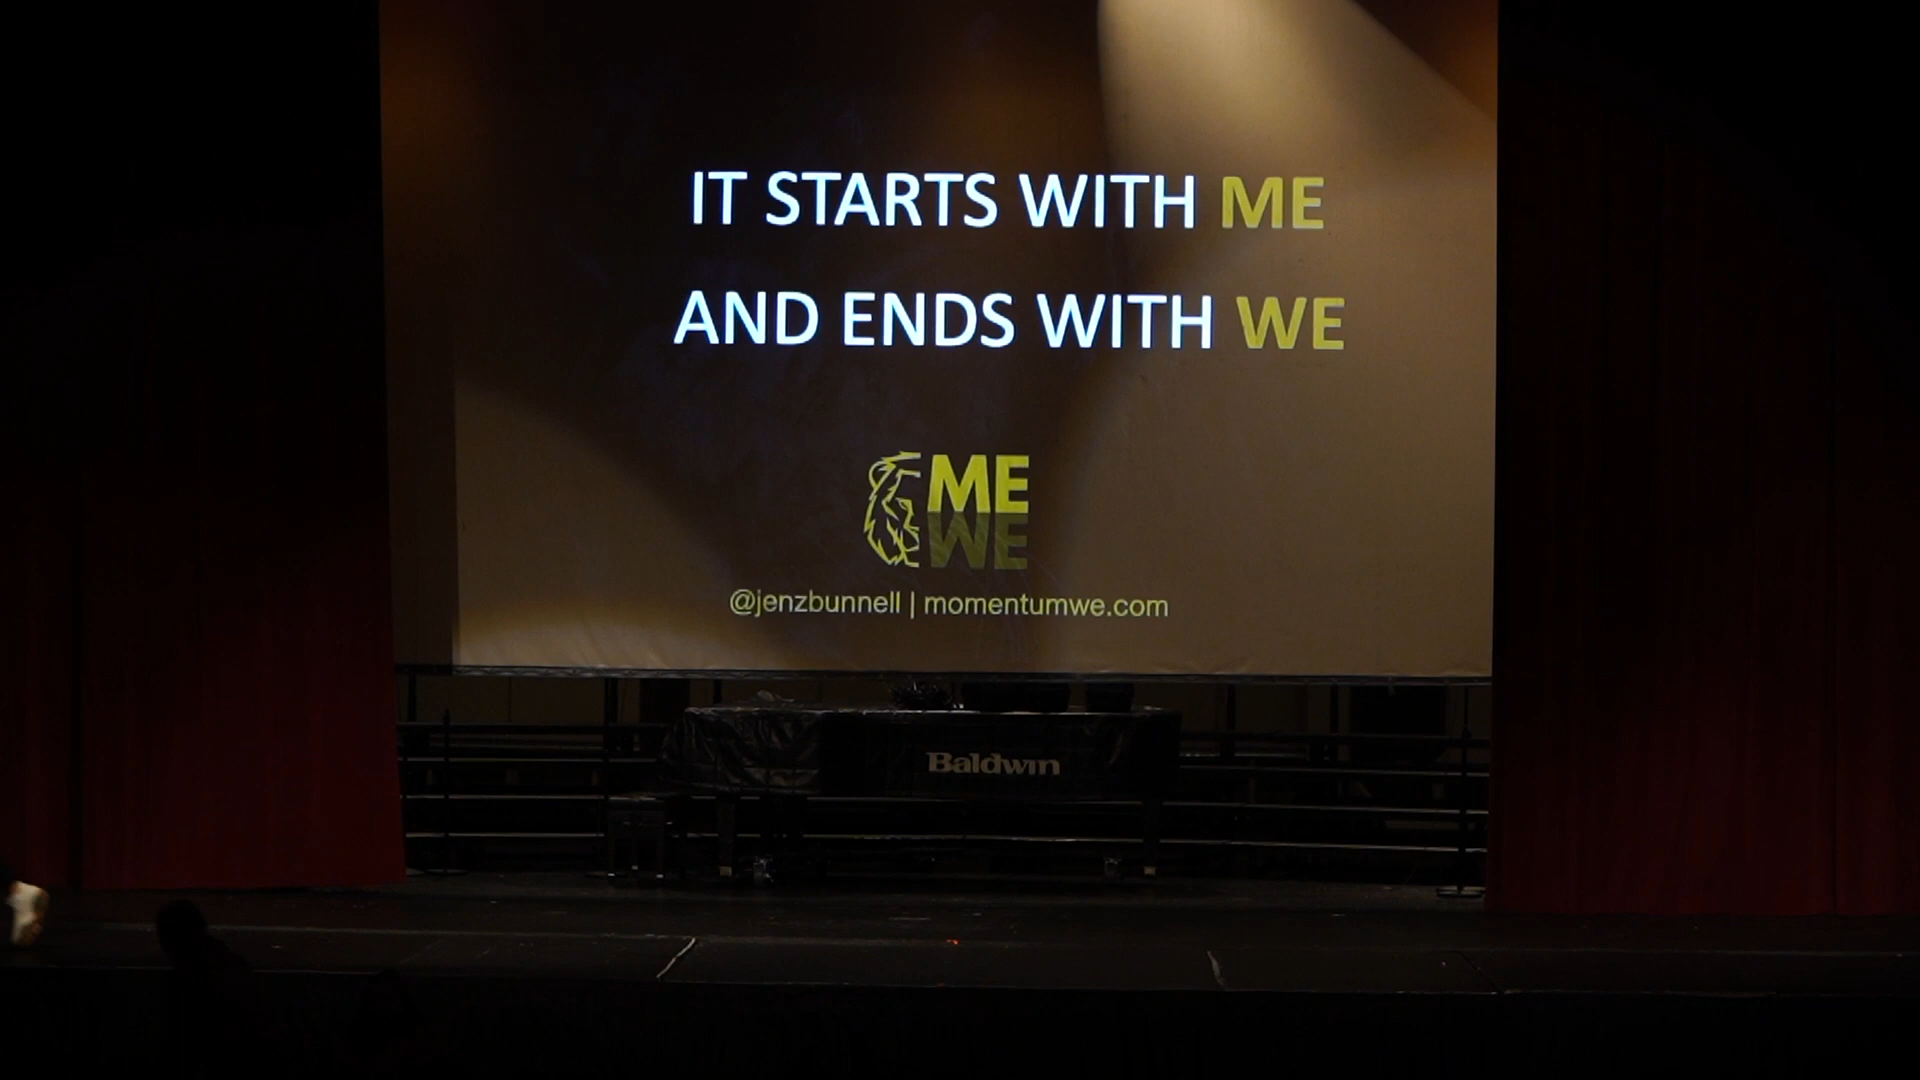 IT STARTS WITH ME
AND ENDS WITH WE
ME
WE
@jenzbunnell | momentumwe.com
Baldwin